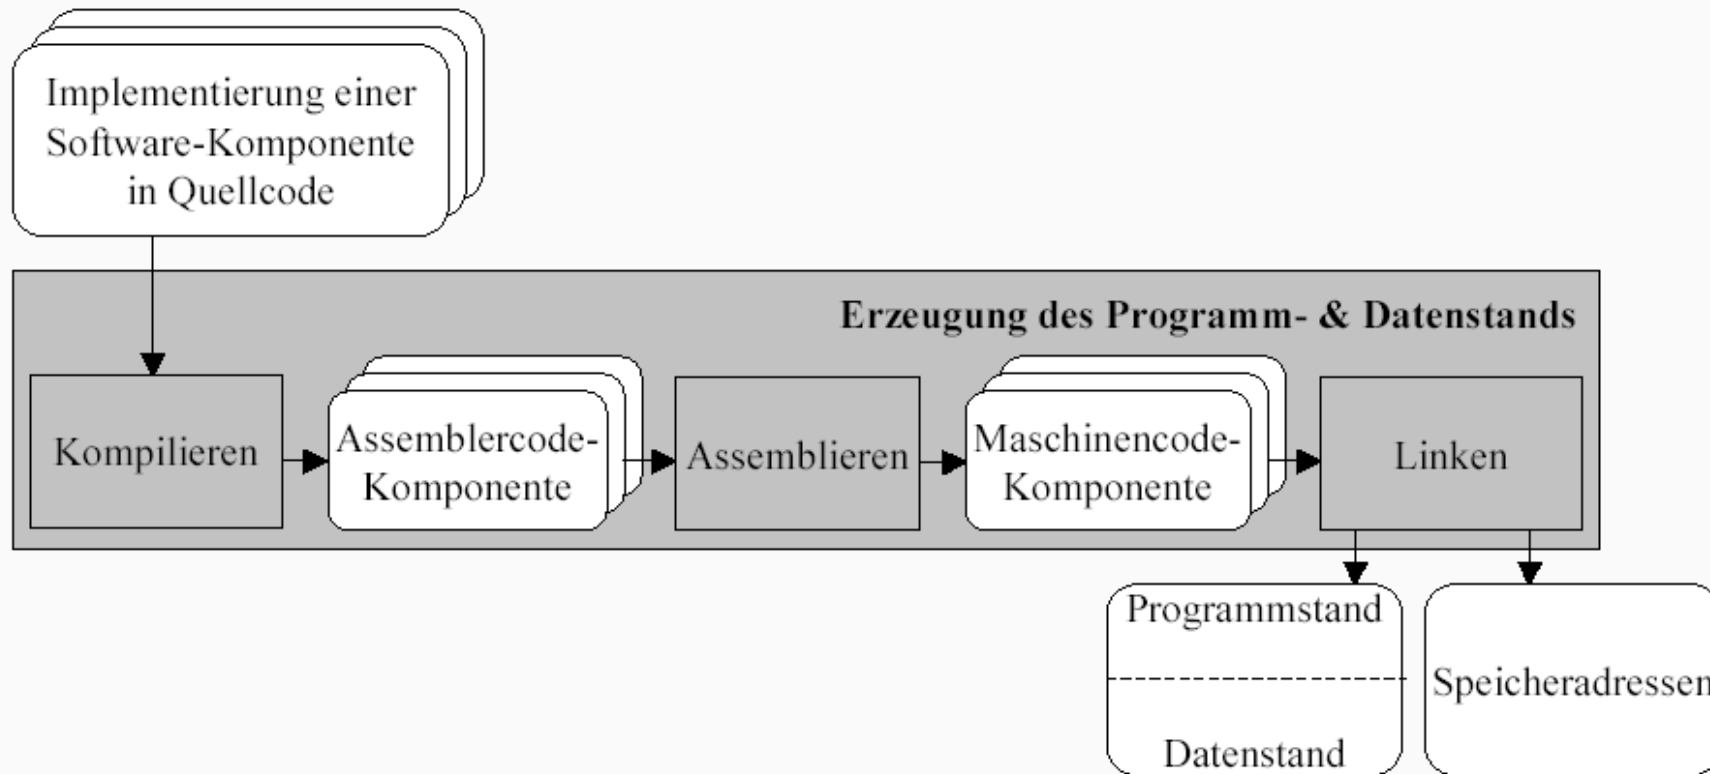 Implementierung einer
Software-Komponente
in Quellcode
Erzeugung des Programm- & Datenstands
Kompilieren
Assemblercode-
Komponente
Assemblieren
Maschinencode-
Komponente
Linken
Programmstand
Datenstand
Speicheradressen